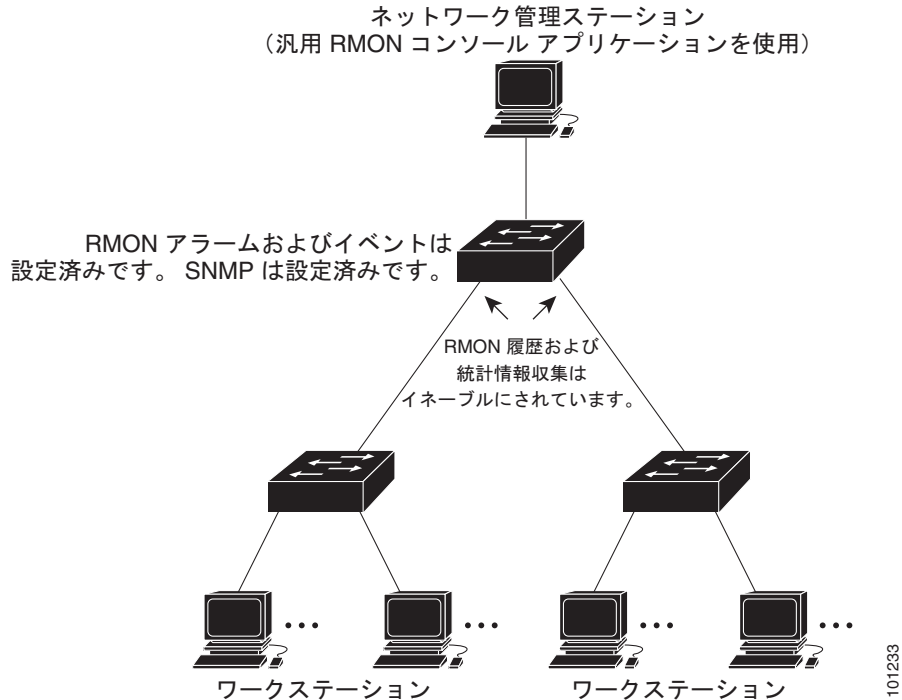 ネットワーク管理ステーション
（汎用 RMON コンソール アプリケーションを使用）
RMON アラームおよびイベントは
設定済みです。 SNMP は設定済みです。
RMON 履歴および
統計情報収集は
イネーブルにされています。
ワークステーション
ワークステーション
101233